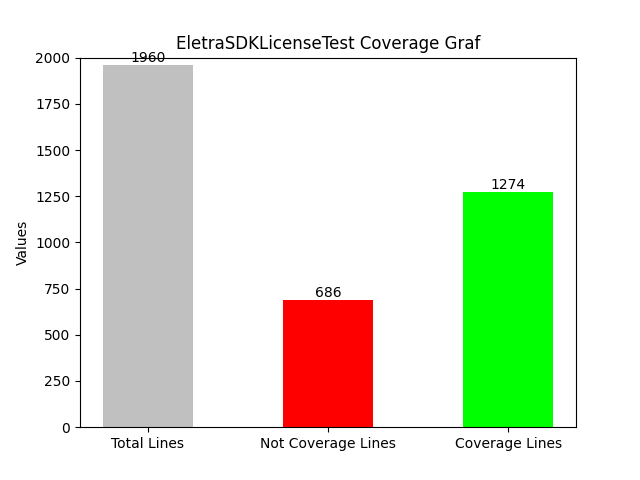 EletraSDKLicenseTest Coverage Graf
2000
1960
1750
1500
1250
1274
1000
Values
750
686
500
250
0
Total Lines
Not Coverage Lines
Coverage Lines